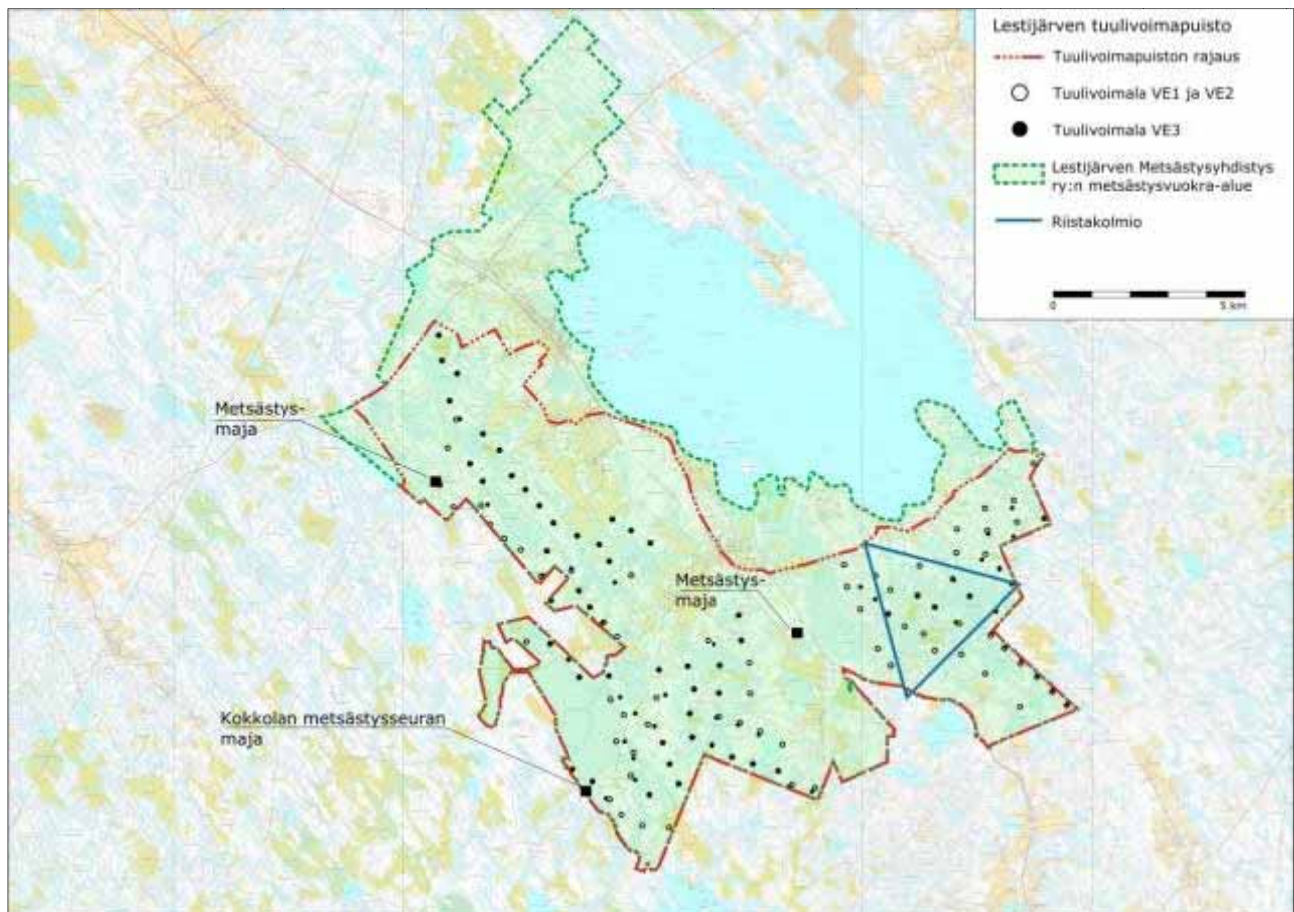 Lestijärven tuulivoimapuisto
Tuulivoimapuiston rajaus
Tuulivoimala VE1 ja VE2
Tuulivoimala VE3
Lestijärven Metsästysyhdistys
ry:n metsästysvuokra-alue
Riistakolmio
0 5 km
Metsästys-
maja
Metsästys-
maja
Kokkolan metsästysseuran
maja